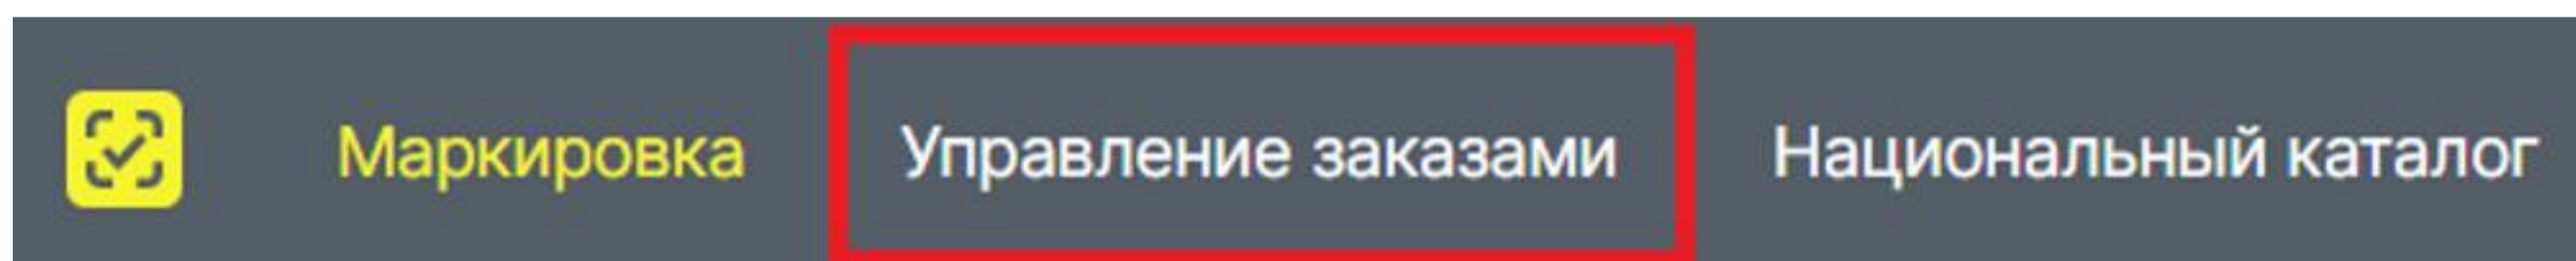 Маркировка Управление заказами Национальный каталог